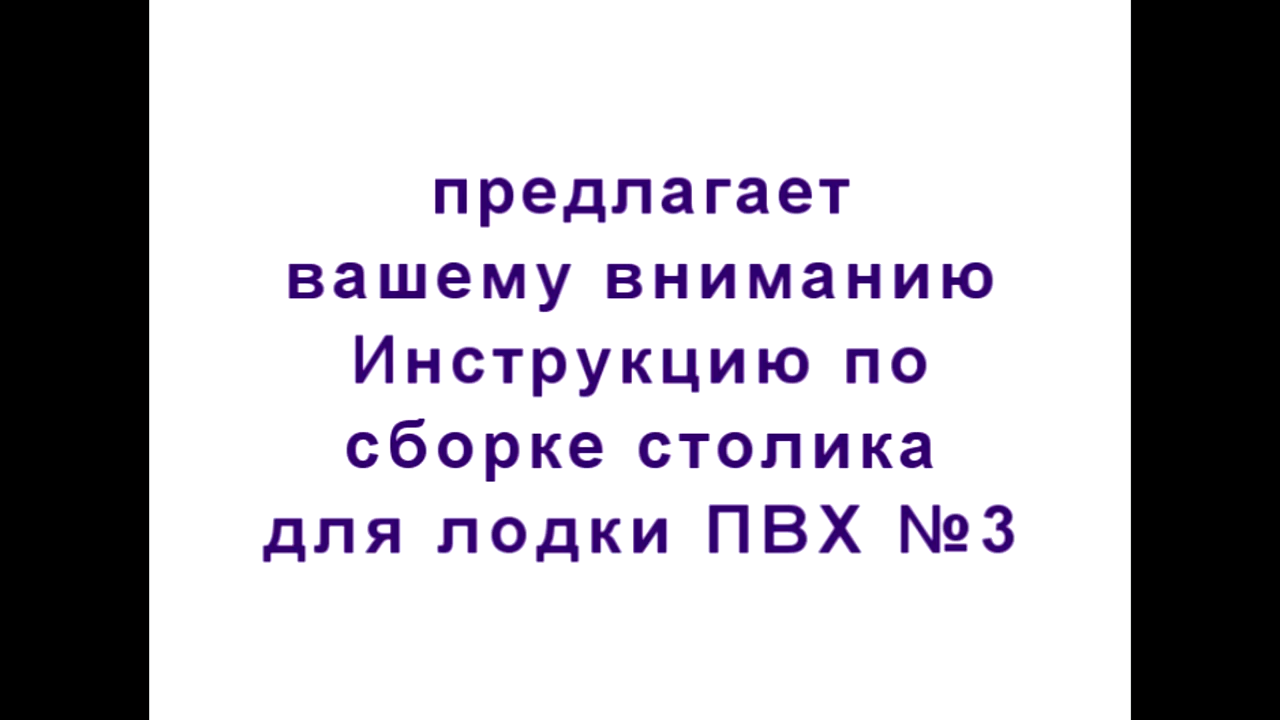 предлагает
вашему вниманию
Инструкцию по
сборке столика
для лодки ПВХ №3